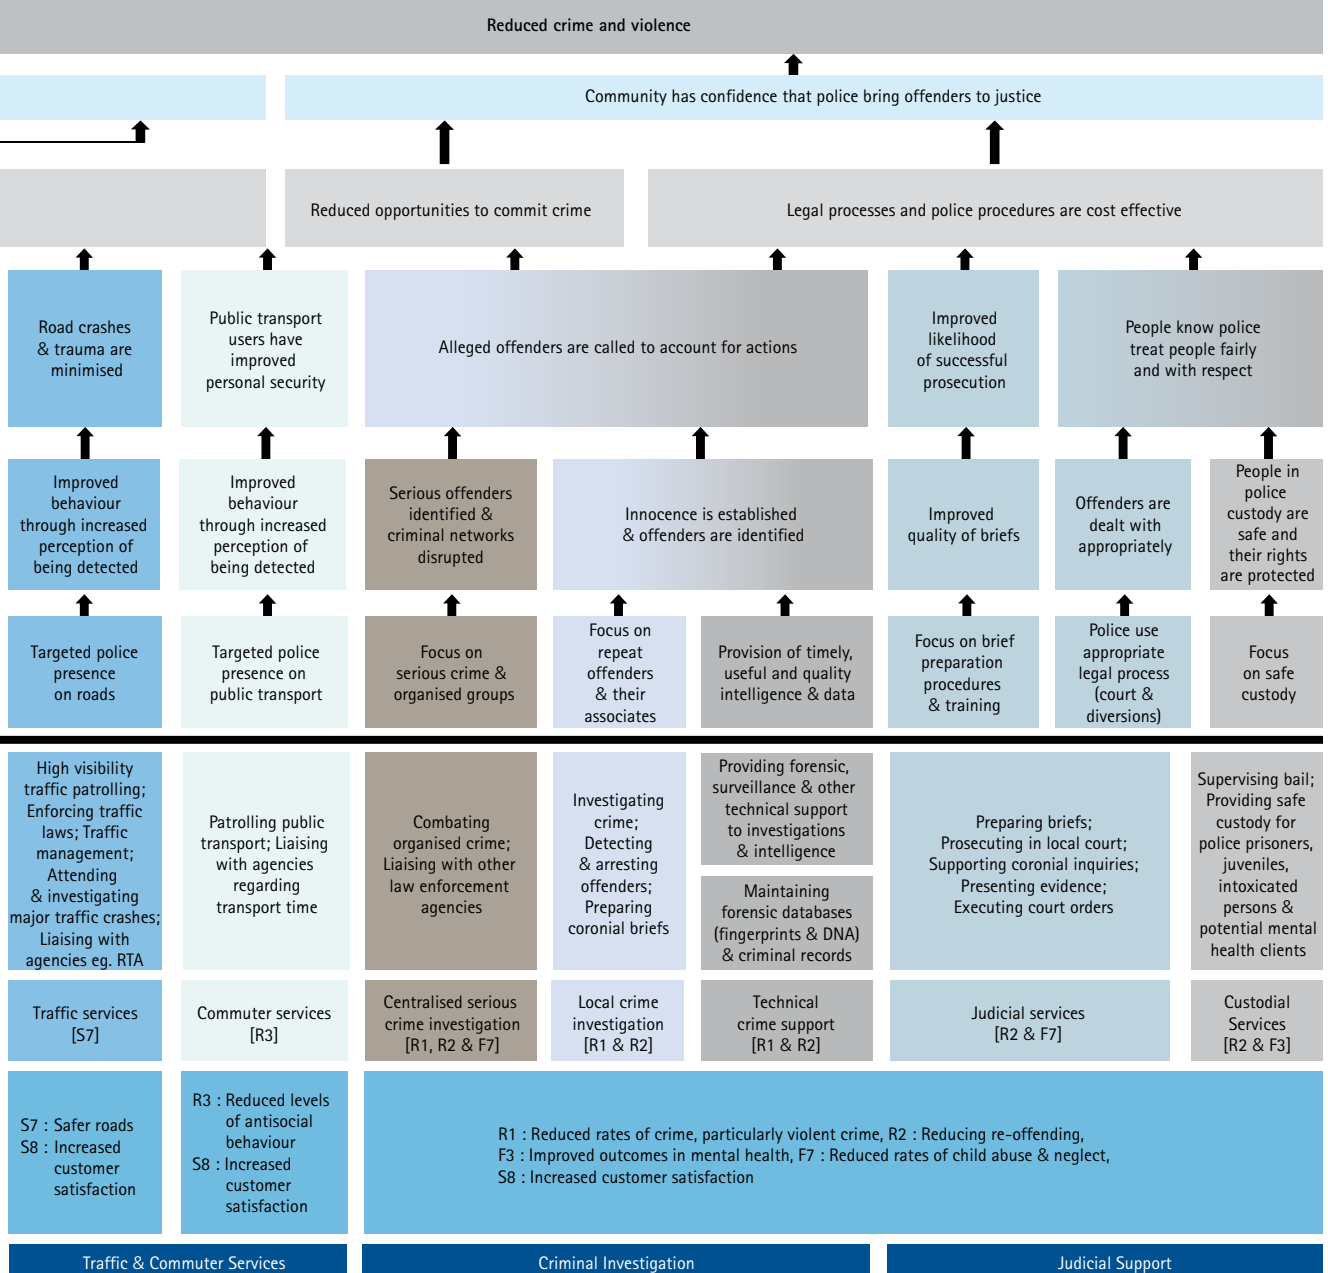 Reduced crime and violence
Community has confidence that police bring offenders to justice
Reduced opportunities to commit crime
Legal processes and police procedures are cost effective
Road crashes
& trauma are
minimised
Public transport
users have
improved
personal security
Alleged offenders are called to account for actions
Improved
likelihood
of successful
prosecution
People know police
treat people fairly
and with respect
Improved
behaviour
through increased
perception of
being detected
Improved
behaviour
through increased
perception of
being detected
Serious offenders
identified &
criminal networks
disrupted
Innocence is established
& offenders are identified
Improved
quality of briefs
Offenders are
dealt with
appropriately
People in
police
custody are
safe and
their rights
are protected
Targeted police
presence
on roads
Targeted police
presence on
public transport
Focus on
serious crime &
organised groups
Focus on
repeat
offenders
& their
associates
Provision of timely,
useful and quality
intelligence & data
Focus on brief
preparation
procedures
& training
Police use
appropriate
legal process
(court &
diversions)
Focus
on safe
custody
High visibility
traffic patrolling;
Enforcing traffic
laws; Traffic
management;
Attending
& investigating
major traffic crashes;
Liaising with
agencies eg. RTA
Patrolling public
transport; Liaising
with agencies
regarding
transport time
Combating
organised crime;
Liaising with other
law enforcement
agencies
Investigating
crime;
Detecting
& arresting
offenders;
Preparing
coronial briefs
Providing forensic,
surveillance & other
technical support
to investigations
& intelligence
Maintaining
forensic databases
(fingerprints & DNA)
& criminal records
Preparing briefs;
Prosecuting in local court;
Supporting coronial inquiries;
Presenting evidence;
Executing court orders
Supervising bail;
Providing safe
custody for
police prisoners,
juveniles,
intoxicated
persons &
potential mental
health clients
Traffic services
[S7]
Commuter services
[R3]
Centralised serious
crime investigation
[R1, R2 & F7]
Local crime
investigation
[R1 & R2]
Technical
crime support
[R1 & R2]
Judicial services
[R2 & F7]
Custodial
Services
[R2 & F3]
S7 : Safer roads
S8 : Increased
customer
satisfaction
R3 : Reduced levels
of antisocial
behaviour
S8 : Increased
customer
satisfaction
R1 : Reduced rates of crime, particularly violent crime, R2 : Reducing re-offending,
F3 : Improved outcomes in mental health, F7 : Reduced rates of child abuse & neglect,
S8 : Increased customer satisfaction
Traffic & Commuter Services
Criminal Investigation
Judicial Support